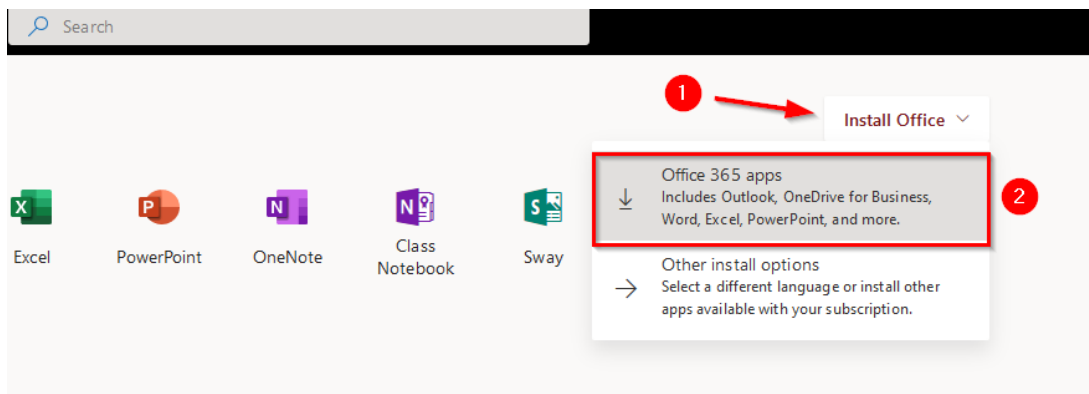 Search
1
Install Office
Office 365 apps
Includes Outlook, OneDrive for Business,
Word, Excel, PowerPoint, and more.
2
Other install options
Select a different language or install other
apps available with your subscription.
X
P
N
N
S
Excel
PowerPoint
OneNote
Class
Notebook
Sway